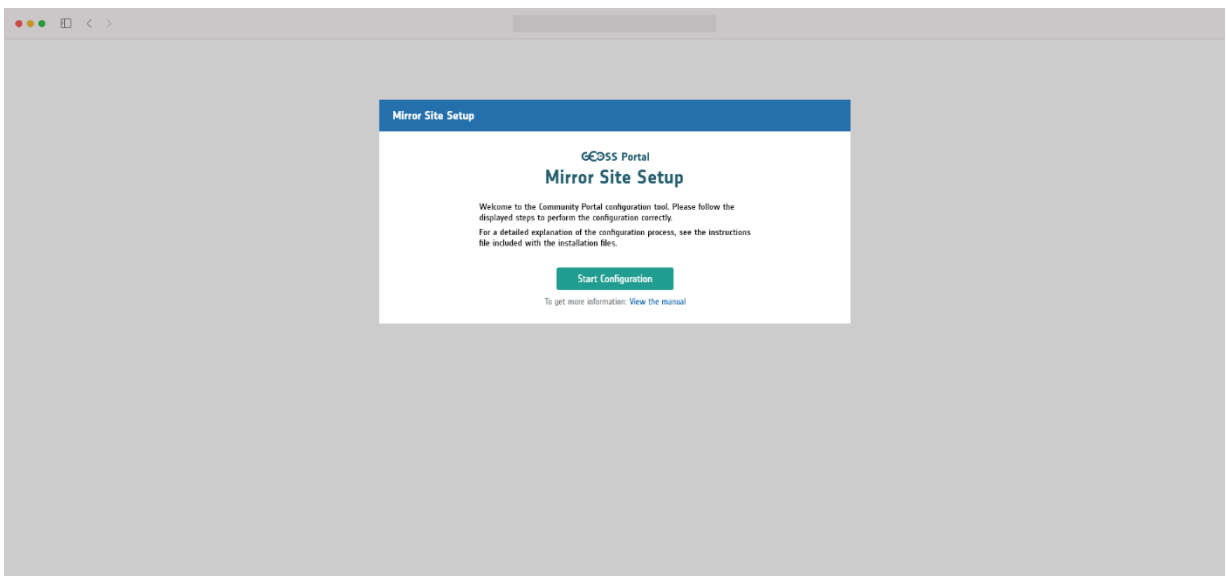 Mirror Site Setup
GEOSS Portal
Mirror Site Setup
Welcome to the Community Portal configuration tool. Please follow the
displayed steps to perform the configuration correctly.
For a detailed explanation of the configuration process, see the instructions
file included with the installation files.
Start Configuration
To get more information: View the manual